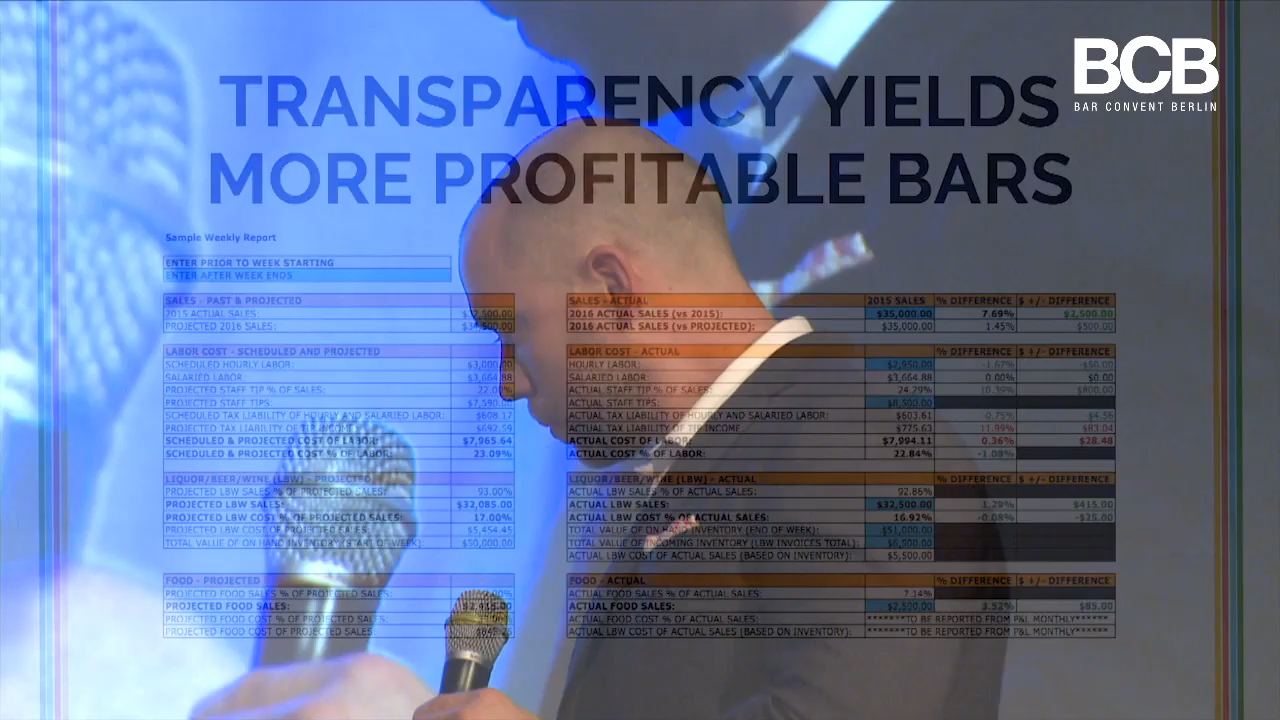 BCB
BAR CONVENT BERLIN
TRANSPARENCY YIELDS
MORE PROFITABLE BARS
Sample Weekly Report
ENTER PRIOR TO WEEK STARTING
ENTER AFTER WEEK ENDS
SALES - PAST & PROJECTED
2015 ACTUAL SALES: $32,500.00
PROJECTED 2016 SALES: $34,500.00
LABOR COST - SCHEDULED AND PROJECTED
SCHEDULED HOURLY LABOR: $3,000.00
SALARIED LABOR: $3,664.88
PROJECTED STAFF TIP % OF SALES: 22.00%
PROJECTED STAFF TIPS: $7,590.00
SCHEDULED TAX LIABILITY OF HOURLY AND SALARIED LABOR: $608.17
PROJECTED TAX LIABILITY OF TIP INCOME: $692.59
SCHEDULED & PROJECTED COST OF LABOR: $7,965.64
SCHEDULED & PROJECTED COST % OF LABOR: 23.09%
LIQUOR/BEER/WINE (LBW) - PROJECTED
PROJECTED LBW SALES % OF PROJECTED SALES: 93.00%
PROJECTED LBW SALES: $32,085.00
PROJECTED LBW COST % OF PROJECTED SALES: 17.00%
PROJECTED LBW COST OF PROJECTED SALES: $5,454.45
TOTAL VALUE OF ON HAND INVENTORY (START OF WEEK): $50,000.00
FOOD - PROJECTED
PROJECTED FOOD SALES % OF PROJECTED SALES:
PROJECTED FOOD SALES: $2,415.00
PROJECTED FOOD COST % OF PROJECTED SALES:
PROJECTED FOOD COST OF PROJECTED SALES:
SALES - ACTUAL 2015 SALES % DIFFERENCE $ +/- DIFFERENCE
2016 ACTUAL SALES (vs 2015): $35,000.00 7.69% $2,500.00
2016 ACTUAL SALES (vs PROJECTED): $35,000.00 1.45% $500.00
LABOR COST - ACTUAL % DIFFERENCE $ +/- DIFFERENCE
HOURLY LABOR: $2,950.00 -1.67% -$50.00
SALARIED LABOR: $3,664.88 0.00% $0.00
ACTUAL STAFF TIP % OF SALES: 24.29% 10.39% $800.00
ACTUAL STAFF TIPS: $8,500.00
ACTUAL TAX LIABILITY OF HOURLY AND SALARIED LABOR: $603.61 -0.75% -$4.56
ACTUAL TAX LIABILITY OF TIP INCOME: $775.63 11.99% $83.04
ACTUAL COST OF LABOR: $7,994.11 0.36% $28.48
ACTUAL COST % OF LABOR: 22.84% -1.08%
LIQUOR/BEER/WINE (LBW) - ACTUAL % DIFFERENCE $ +/- DIFFERENCE
ACTUAL LBW SALES % OF ACTUAL SALES: 92.86%
ACTUAL LBW SALES: $32,500.00 1.29% $415.00
ACTUAL LBW COST % OF ACTUAL SALES: 16.92% -0.08% -$25.00
TOTAL VALUE OF ON HAND INVENTORY (END OF WEEK): $51,000.00
TOTAL VALUE OF INCOMING INVENTORY (LBW INVOICES TOTAL):
ACTUAL LBW COST OF ACTUAL SALES (BASED ON INVENTORY): $5,500.00
FOOD - ACTUAL % DIFFERENCE $ +/- DIFFERENCE
ACTUAL FOOD SALES % OF ACTUAL SALES: 7.14%
ACTUAL FOOD SALES: $2,500.00 3.52% $85.00
ACTUAL FOOD COST % OF ACTUAL SALES: *******TO BE REPORTED FROM P&L MONTHLY******
ACTUAL LBW COST OF ACTUAL SALES (BASED ON INVENTORY): *******TO BE REPORTED FROM P&L MONTHLY******